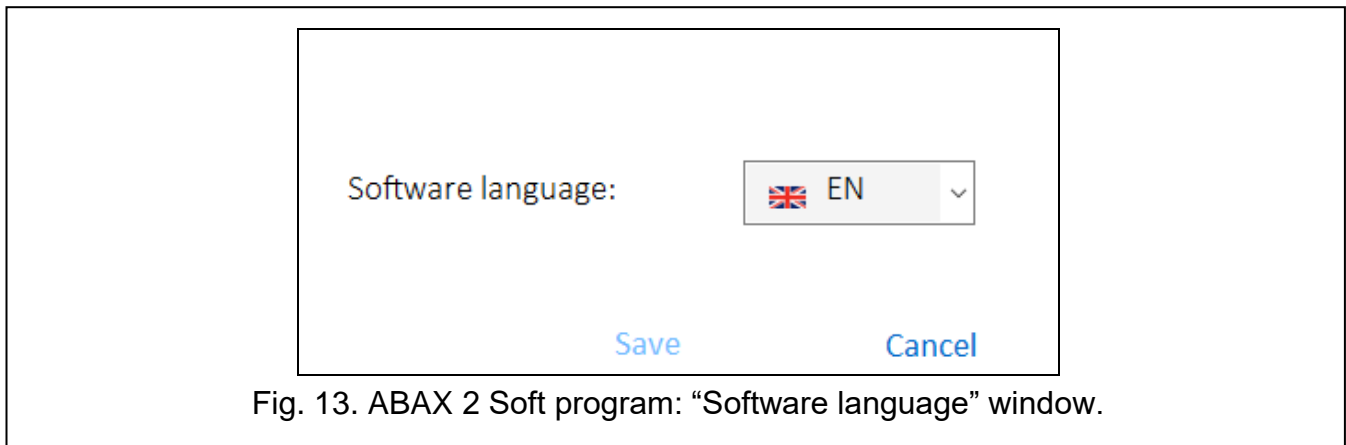 Software language:
EN
Save
Cancel
Fig. 13. ABAX 2 Soft program: “Software language” window.